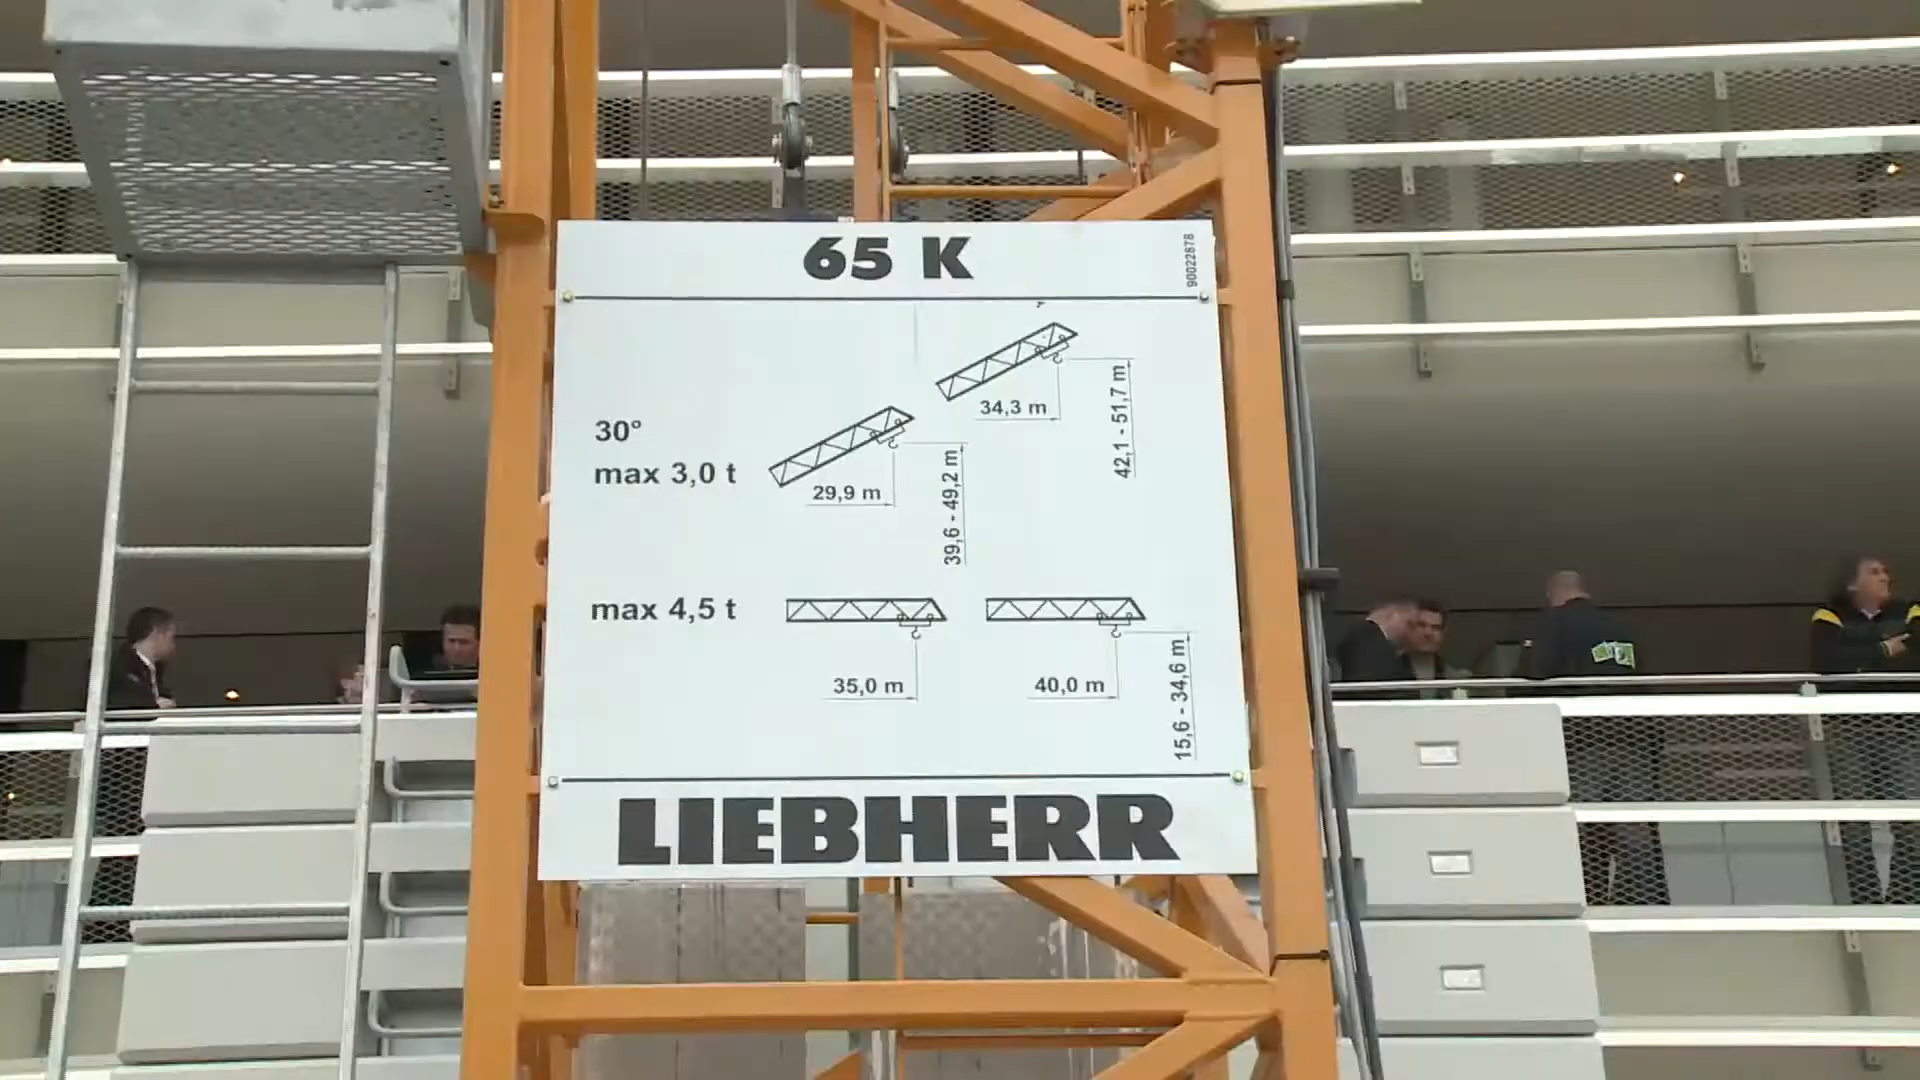 65 K
90022878
34,3 m
42,1 - 51,7 m
30°
max 3,0 t
29,9 m
39,6 - 49,2 m
max 4,5 t
35,0 m
40,0 m
15,6 - 34,6 m
LIEBHERR